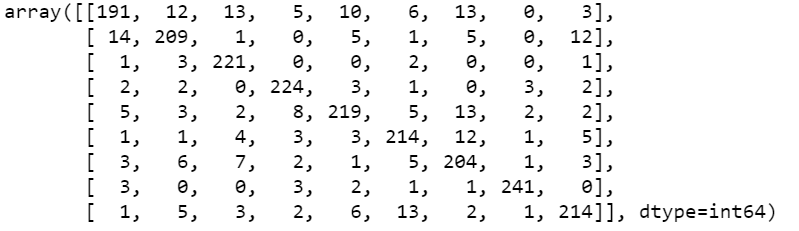 array([[191, 12, 13, 5, 10, 6, 13, 0, 3],
[ 14, 209, 1, 0, 5, 1, 5, 0, 12],
[ 1, 3, 221, 0, 0, 2, 0, 0, 1],
[ 2, 2, 0, 224, 3, 1, 0, 3, 2],
[ 5, 3, 2, 8, 219, 5, 13, 2, 2],
[ 1, 1, 4, 3, 3, 214, 12, 1, 5],
[ 3, 6, 7, 2, 1, 5, 204, 1, 3],
[ 3, 0, 0, 3, 2, 1, 1, 241, 0],
[ 1, 5, 3, 2, 6, 13, 2, 1, 214]], dtype=int64)